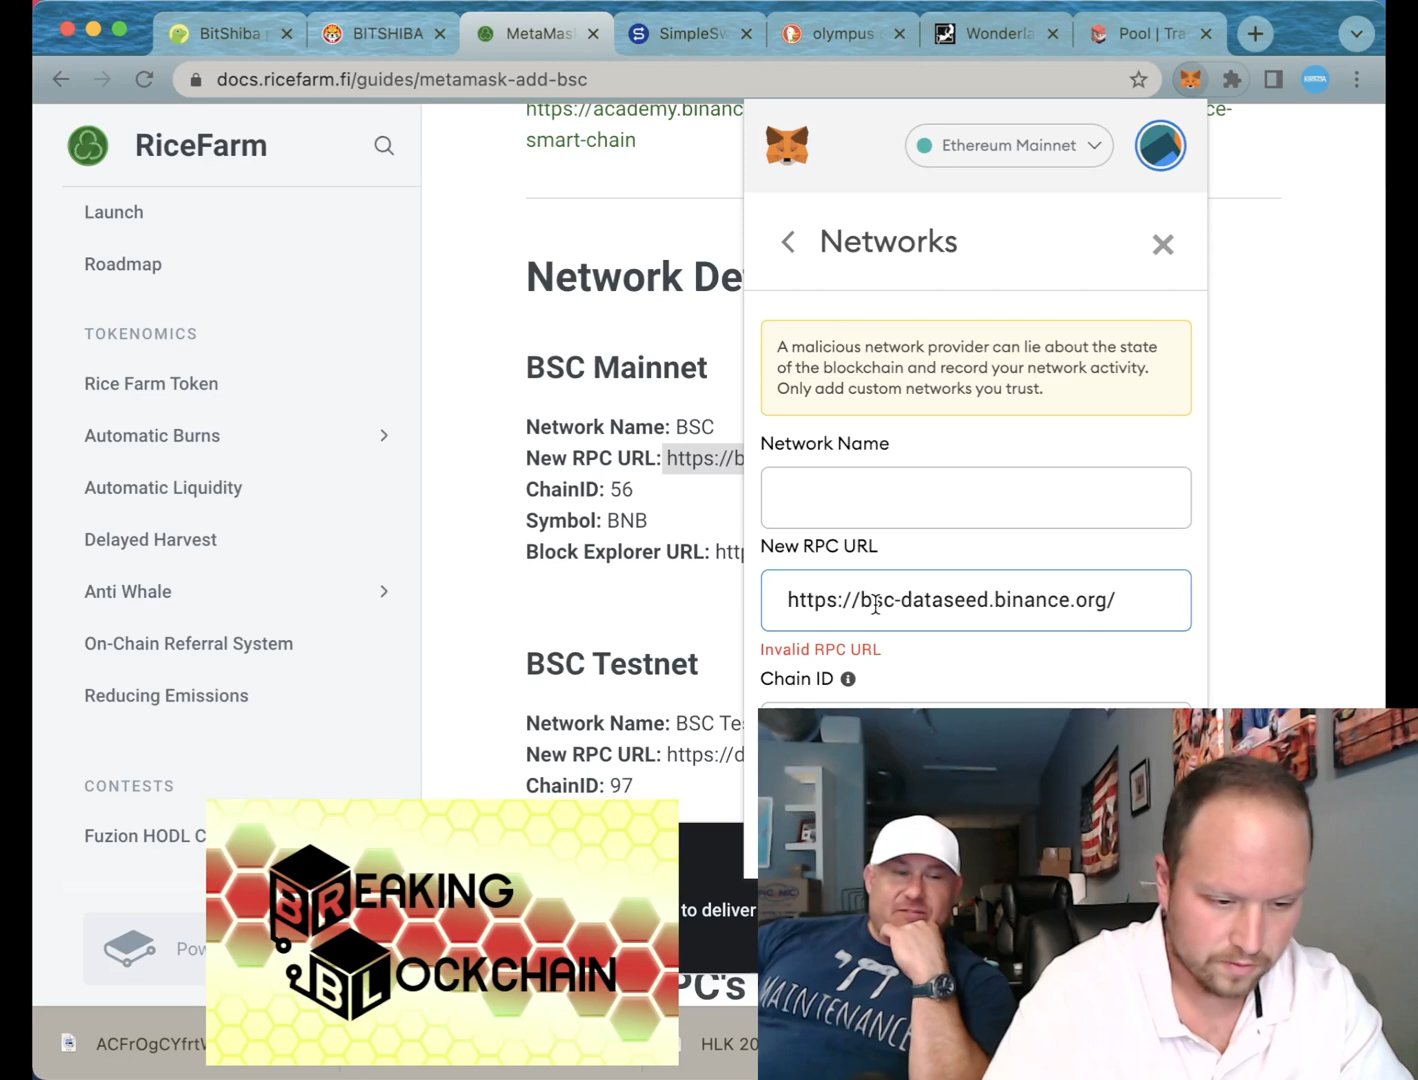 BitShiba
BITSHIBA
MetaMas
SimpleSw
olympus
Wonderla
Pool | Tra
docs.ricefarm.fi/guides/metamask-add-bsc
RiceFarm
Launch
Roadmap
TOKENOMICS
Rice Farm Token
Automatic Burns
Automatic Liquidity
Delayed Harvest
Anti Whale
On-Chain Referral System
Reducing Emissions
CONTESTS
Fuzion HODL C
Pow
https://academy.binanc
ce-
smart-chain
Network De
BSC Mainnet
Network Name: BSC
New RPC URL: https://b
ChainID: 56
Symbol: BNB
Block Explorer URL: http
BSC Testnet
Network Name: BSC Tes
New RPC URL: https://d
ChainID: 97
to deliver
PC's
Ethereum Mainnet
Networks
A malicious network provider can lie about the state
of the blockchain and record your network activity.
Only add custom networks you trust.
Network Name
New RPC URL
https://bsc-dataseed.binance.org/
Invalid RPC URL
Chain ID
BREAKING
BLOCKCHAIN
MAINTENANCE
ACFrOgCYfrtV
HLK 20